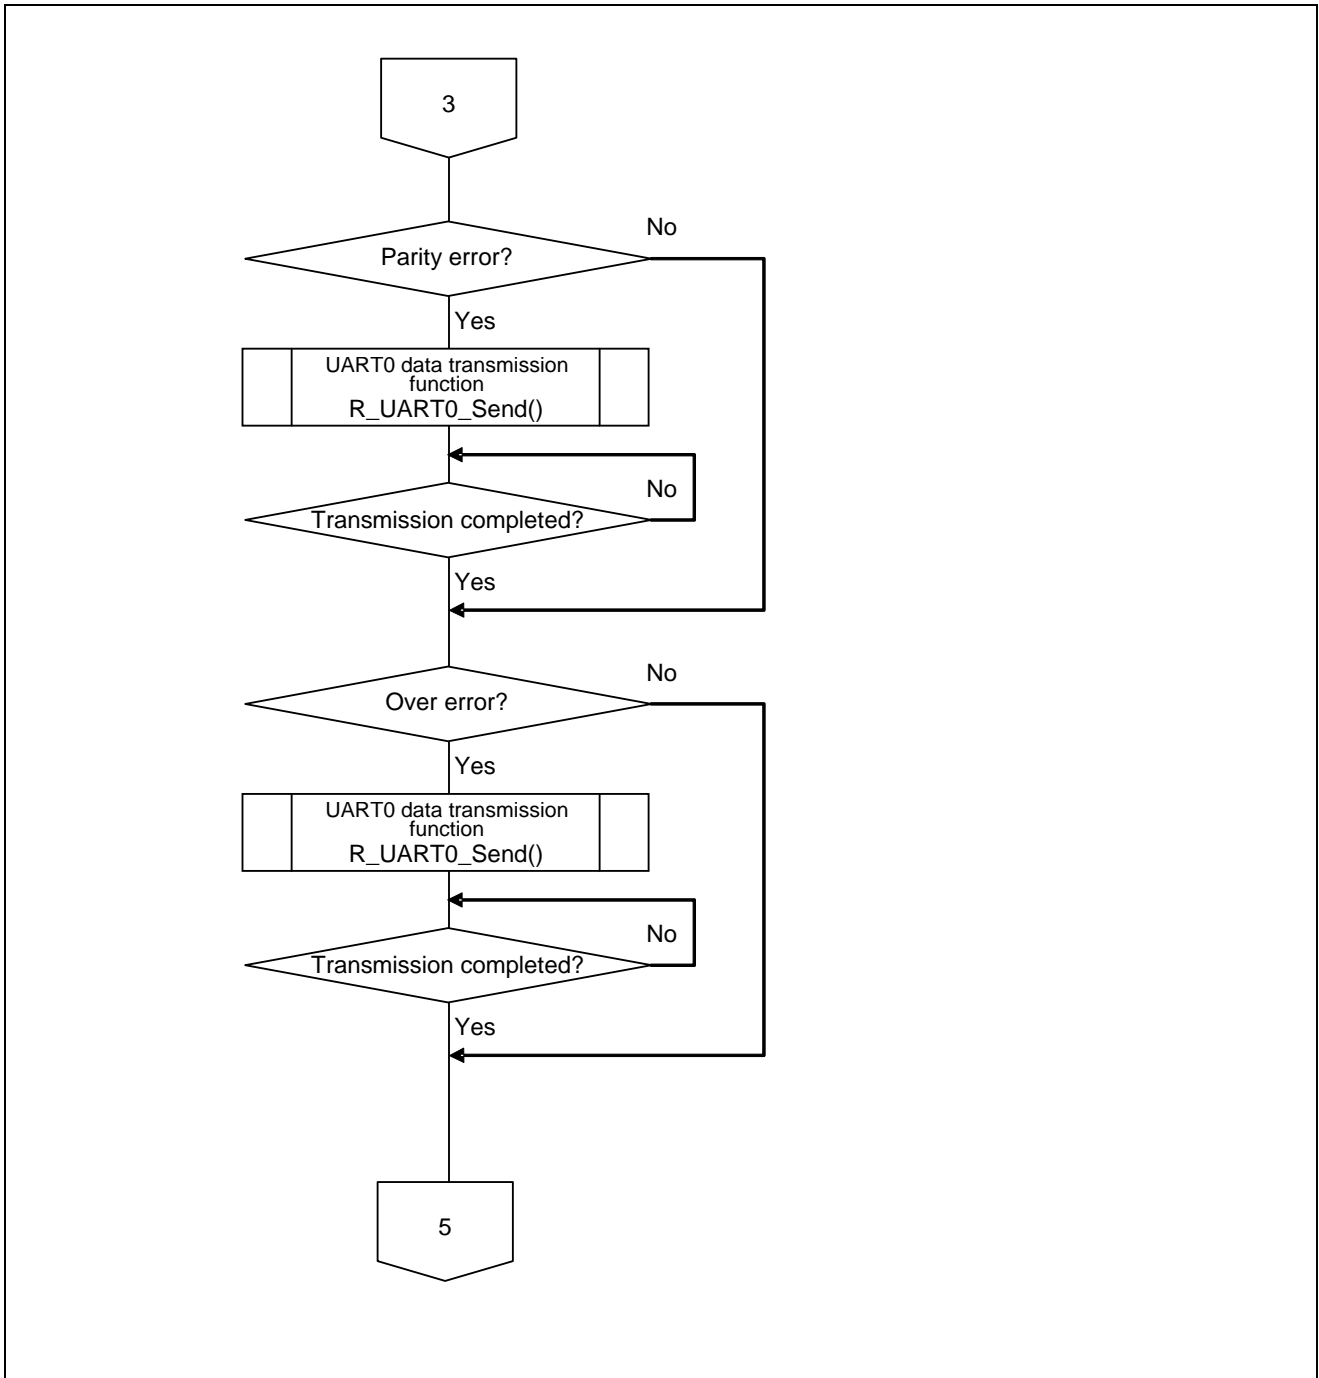 3
No
Parity error?
Yes
UART0 data transmission
function
R_UART0_Send()
No
Transmission completed?
Yes
No
Over error?
Yes
UART0 data transmission
function
R_UART0_Send()
No
Transmission completed?
Yes
5